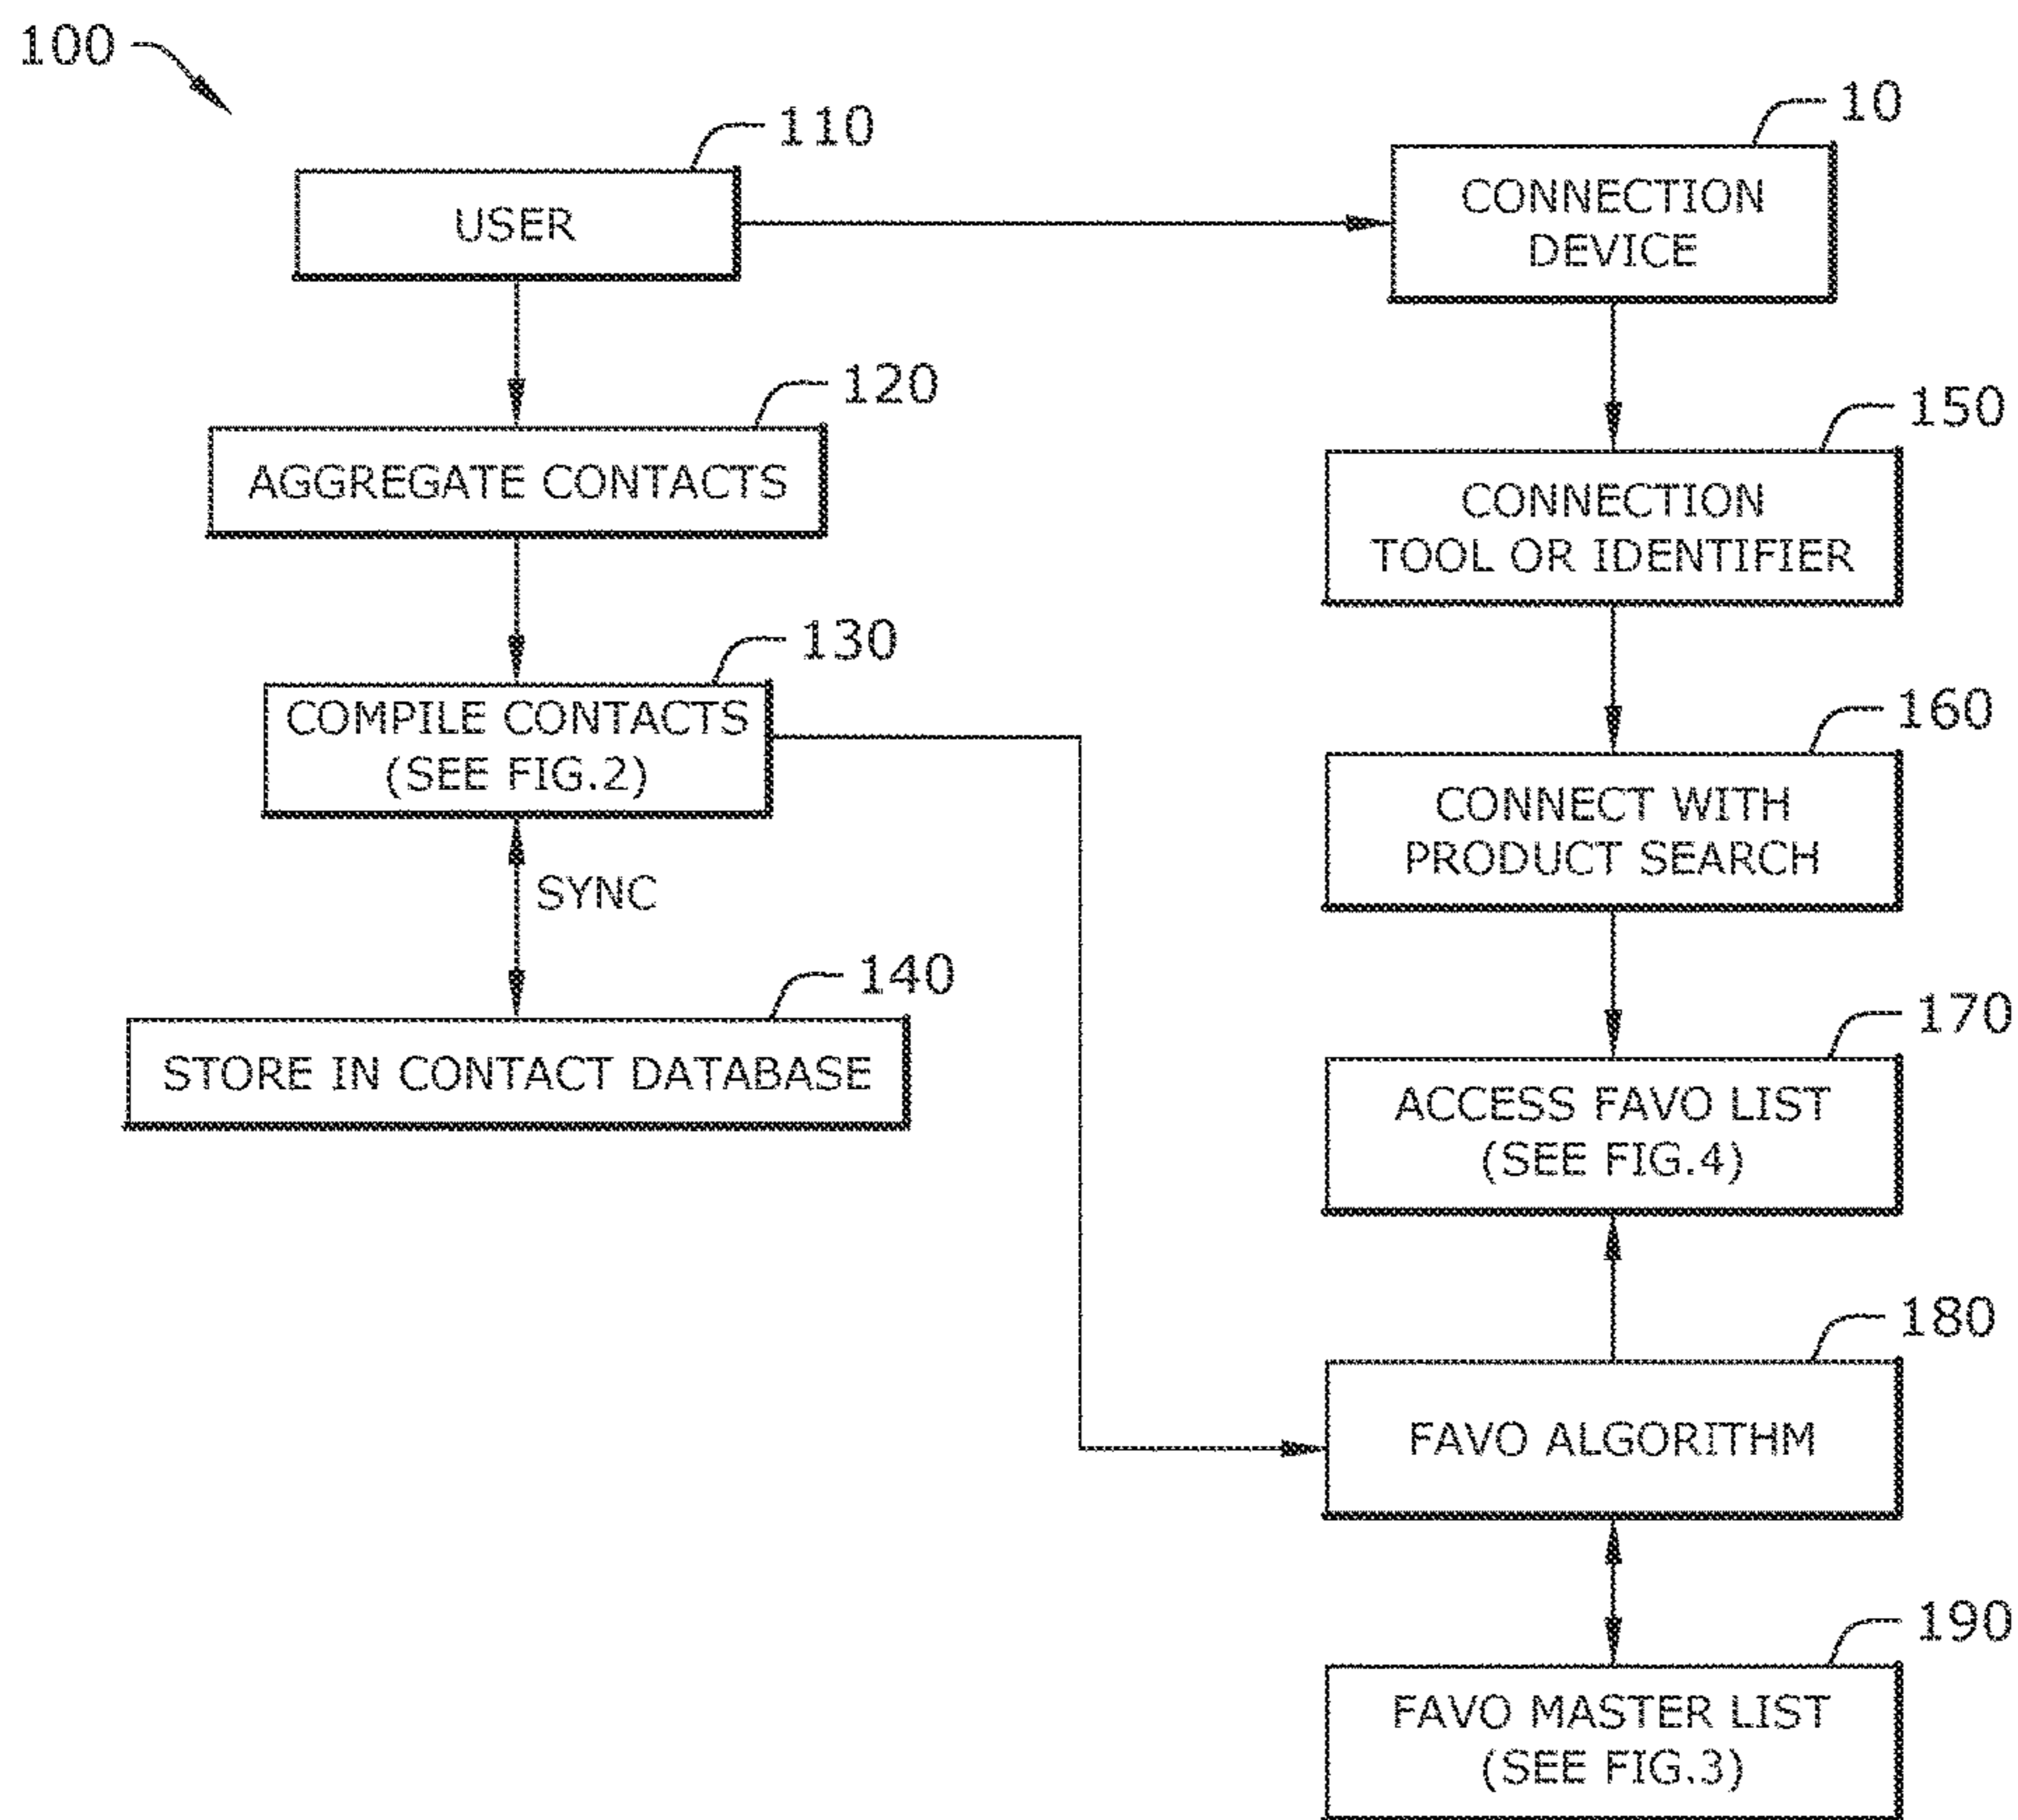 100
110
USER
10
CONNECTION
DEVICE
120
AGGREGATE CONTACTS
150
CONNECTION
TOOL OR IDENTIFIER
130
COMPILE CONTACTS
(SEE FIG.2)
SYNC
160
CONNECT WITH
PRODUCT SEARCH
140
STORE IN CONTACT DATABASE
170
ACCESS FAVO LIST
(SEE FIG.4)
180
FAVO ALGORITHM
190
FAVO MASTER LIST
(SEE FIG.3)